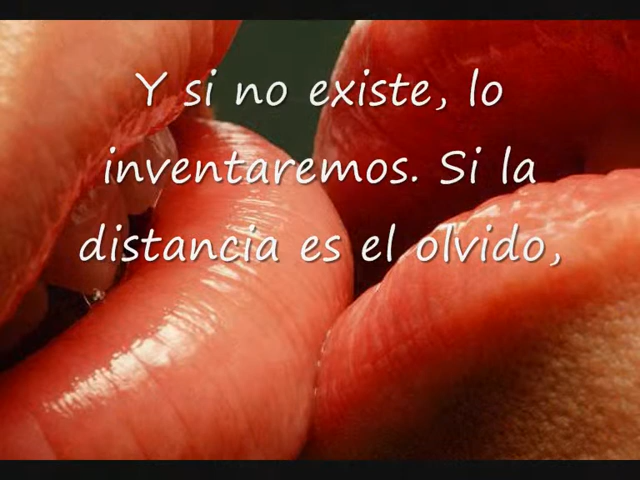 Y si no existe, lo
inventaremos. Si la
distancia es el olvido,